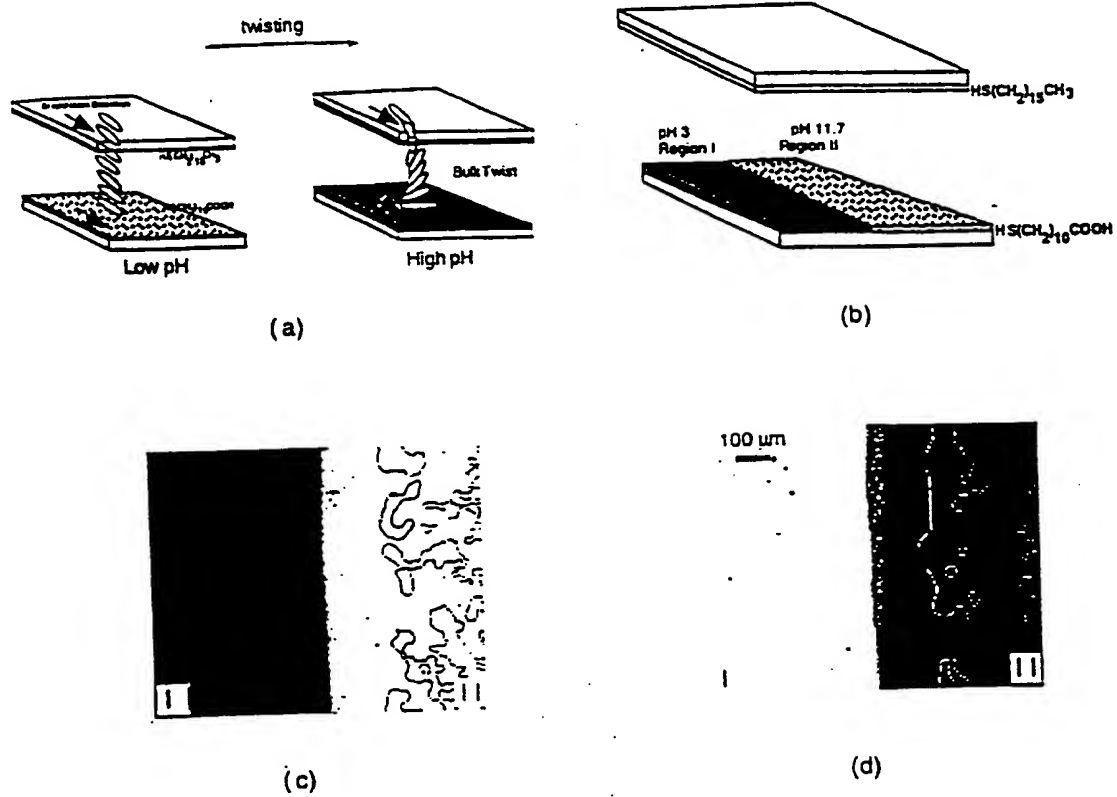 twisting
Bulk Twist
Low pH
High pH
(a)
HS(CH2)15CH3
pH 3
Region I
pH 11.7
Region II
HS(CH2)10COOH
(b)
I
II
(c)
100 µm
I
II
(d)